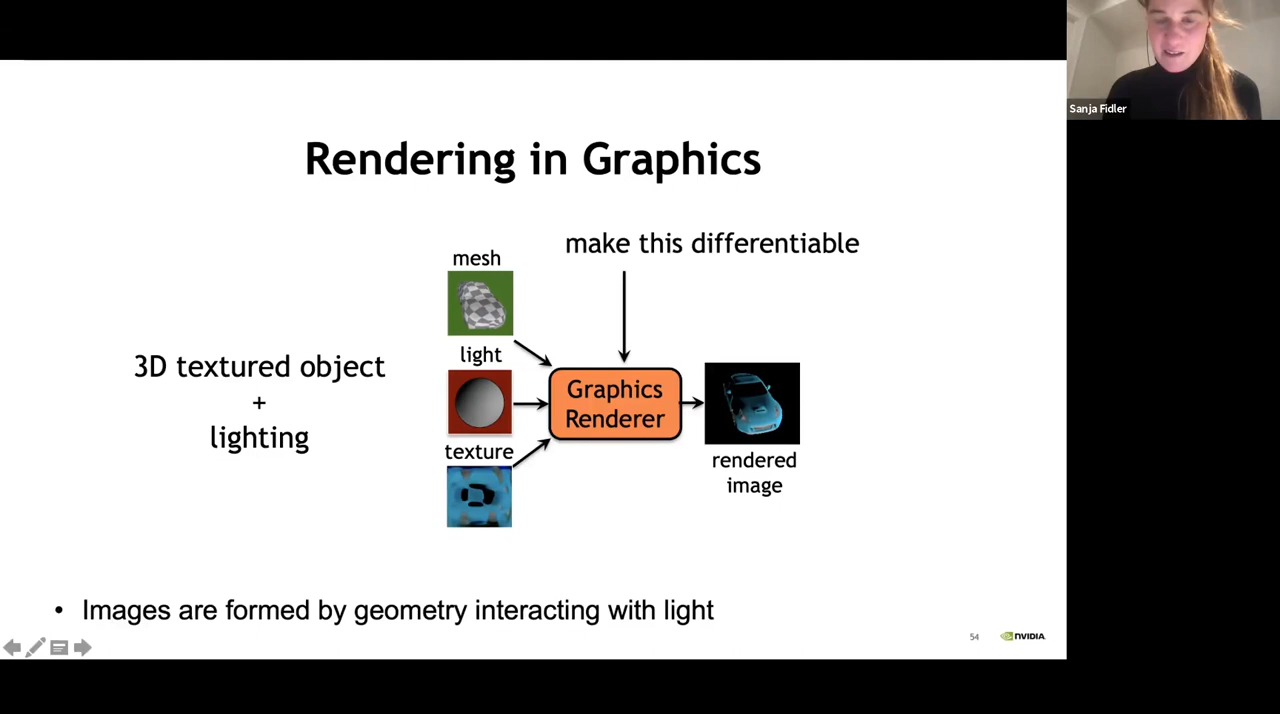 Sanja Fidler
Rendering in Graphics
make this differentiable
mesh
light
texture
3D textured object
+
lighting
Graphics
Renderer
rendered
image
• Images are formed by geometry interacting with light
54
NVIDIA